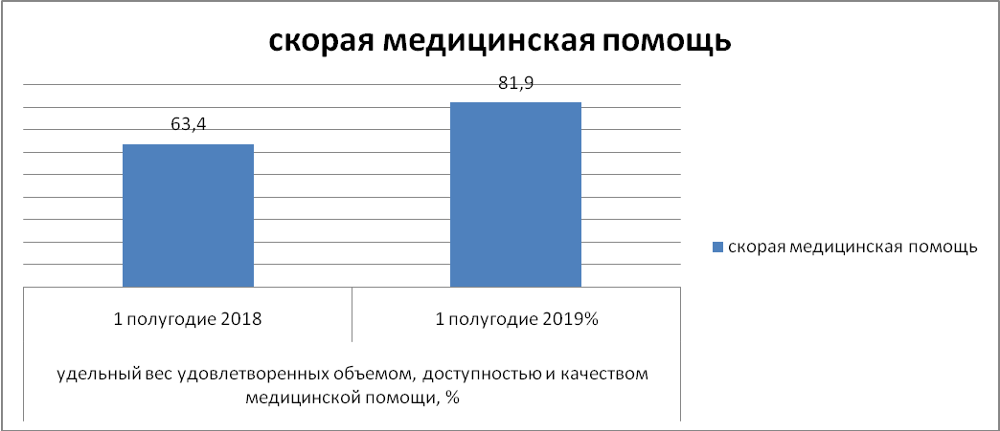 скорая медицинская помощь
81,9
63,4
скорая медицинская помощь
1 полугодие 2018
1 полугодие 2019%
удельный вес удовлетворенных объемом, доступностью и качеством
медицинской помощи, %